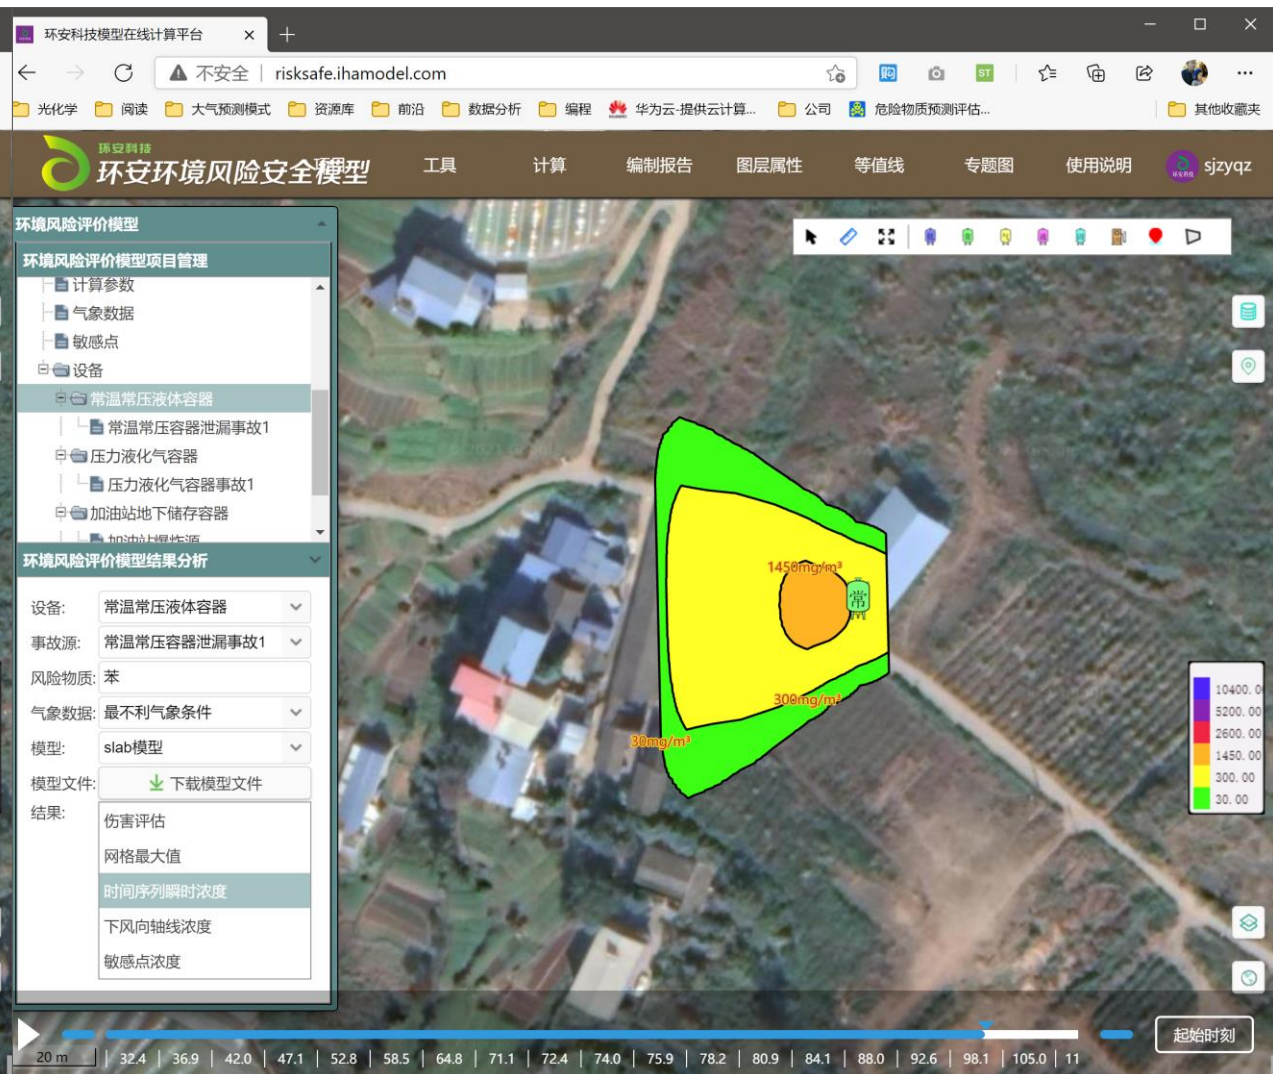 环安科技模型在线计算平台
不安全 risksafe.ihamodel.com
光化学 阅读 大气预测模式 资源库 前沿 数据分析 编程 华为云-提供云计算... 公司 危险物质预测评估... 其他收藏夹
环安科技
环安环境风险安全模型 工具 计算 编制报告 图层属性 等值线 专题图 使用说明 sjzyqz
环境风险评价模型
环境风险评价模型项目管理
计算参数
气象数据
敏感点
设备
常温常压液体容器
常温常压容器泄漏事故1
压力液化气容器
压力液化气容器事故1
加油站地下储存容器
加油站爆炸源
环境风险评价模型结果分析
设备: 常温常压液体容器
事故源: 常温常压容器泄漏事故1
风险物质: 苯
气象数据: 最不利气象条件
模型: slab模型
模型文件: 下载模型文件
结果:
伤害评估
网格最大值
时间序列瞬时浓度
下风向轴线浓度
敏感点浓度
1450mg/m³
常
300mg/m³
30mg/m³
10400.0
5200.00
2600.00
1450.00
300.00
30.00
起始时刻
20 m 32.4 36.9 42.0 47.1 52.8 58.5 64.8 71.1 72.4 74.0 75.9 78.2 80.9 84.1 88.0 92.6 98.1 105.0 11